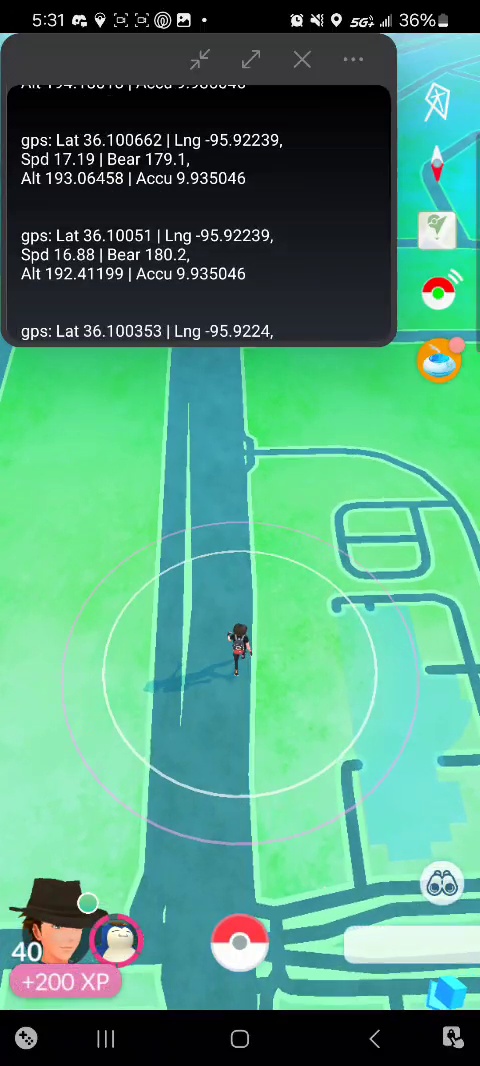 5:31
5G
36%
Alt 194.13013 | Accu 9.935046
gps: Lat 36.100662 | Lng -95.92239,
Spd 17.19 | Bear 179.1,
Alt 193.06458 | Accu 9.935046
gps: Lat 36.10051 | Lng -95.92239,
Spd 16.88 | Bear 180.2,
Alt 192.41199 | Accu 9.935046
gps: Lat 36.100353 | Lng -95.9224,
40
+200 XP